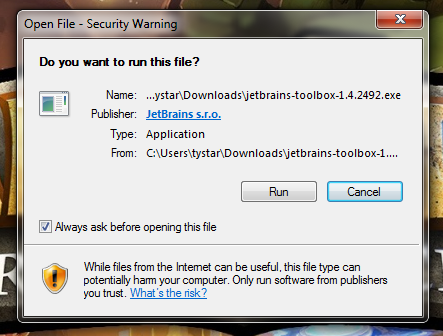 Open File - Security Warning
Do you want to run this file?
Name: ...ystar\Downloads\jetbrains-toolbox-1.4.2492.exe
Publisher: JetBrains s.r.o.
Type: Application
From: C:\Users\tystar\Downloads\jetbrains-toolbox-1....
Run Cancel
Always ask before opening this file
While files from the Internet can be useful, this file type can
potentially harm your computer. Only run software from publishers
you trust. What's the risk?